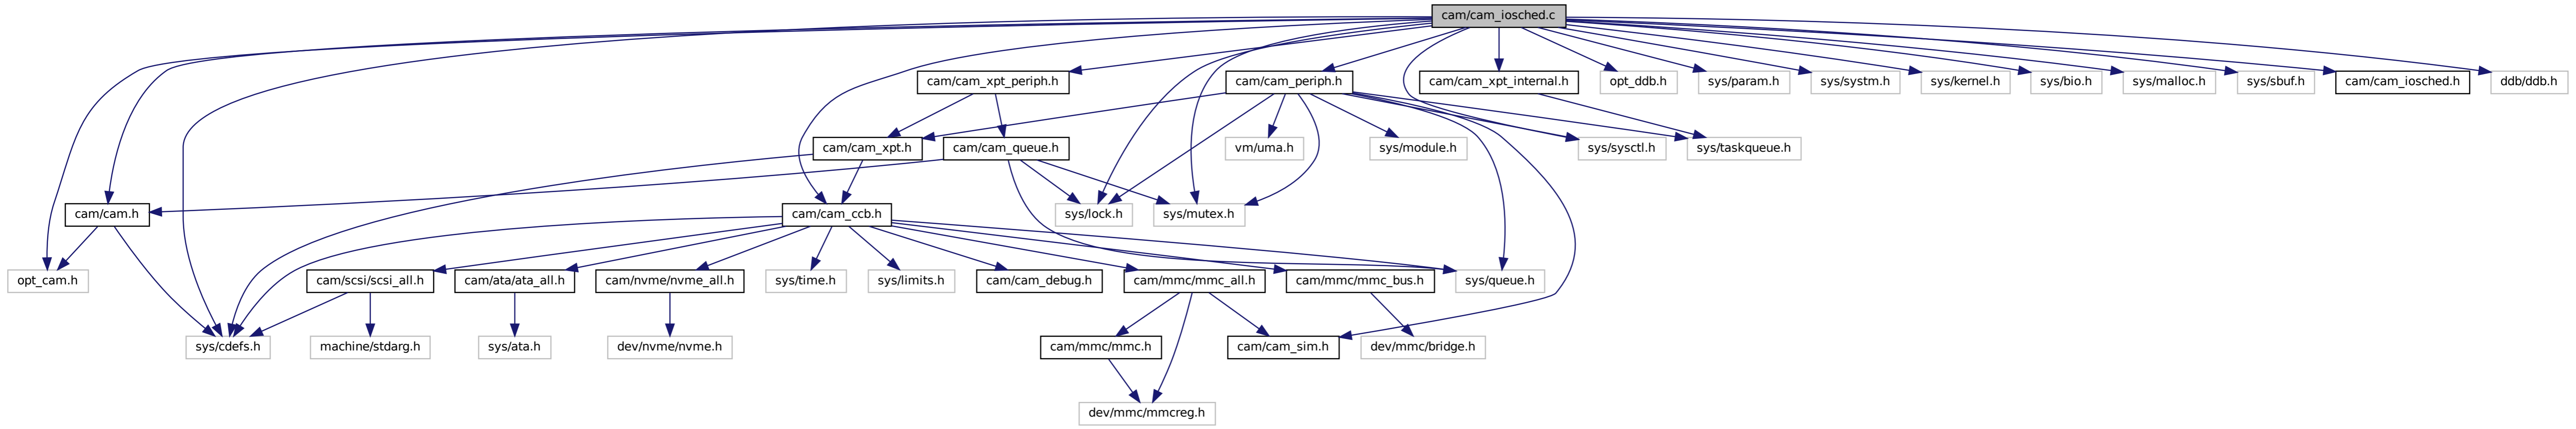 cam/cam_iosched.c
cam/cam_xpt_periph.h
cam/cam_periph.h
cam/cam_xpt_internal.h
opt_ddb.h
sys/param.h
sys/systm.h
sys/kernel.h
sys/bio.h
sys/malloc.h
sys/sbuf.h
cam/cam_iosched.h
ddb/ddb.h
cam/cam_xpt.h
cam/cam_queue.h
vm/uma.h
sys/module.h
sys/sysctl.h
sys/taskqueue.h
cam/cam.h
cam/cam_ccb.h
sys/lock.h
sys/mutex.h
opt_cam.h
cam/scsi/scsi_all.h
cam/ata/ata_all.h
cam/nvme/nvme_all.h
sys/time.h
sys/limits.h
cam/cam_debug.h
cam/mmc/mmc_all.h
cam/mmc/mmc_bus.h
sys/queue.h
sys/cdefs.h
machine/stdarg.h
sys/ata.h
dev/nvme/nvme.h
cam/mmc/mmc.h
cam/cam_sim.h
dev/mmc/bridge.h
dev/mmc/mmcreg.h